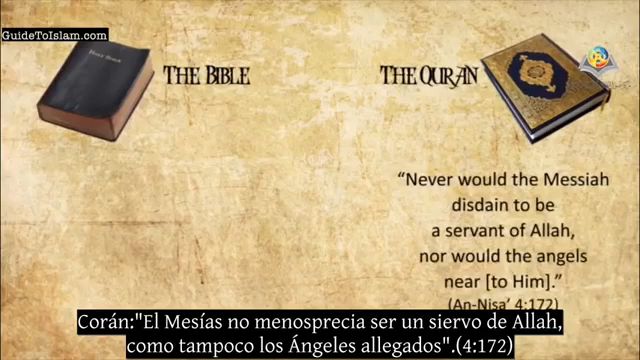 GuideToIslam.com
THE BIBLE
THE QURAN
“Never would the Messiah
disdain to be
a servant of Allah,
nor would the angels
near [to Him].”
(An-Nisa’ 4:172)
Corán:"El Mesías no menosprecia ser un siervo de Allah,
como tampoco los Ángeles allegados".(4:172)